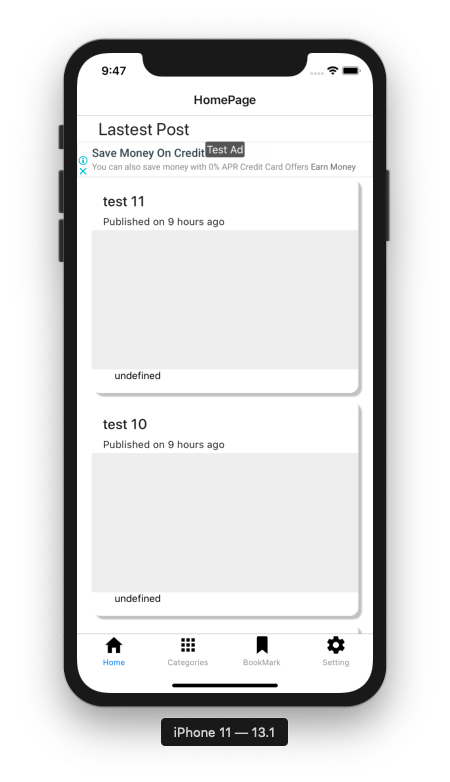 9:47
HomePage
Lastest Post
Save Money On Credit
Test Ad
You can also save money with 0% APR Credit Card Offers Earn Money
test 11
Published on 9 hours ago
undefined
test 10
Published on 9 hours ago
undefined
Home Categories BookMark Setting
iPhone 11 — 13.1